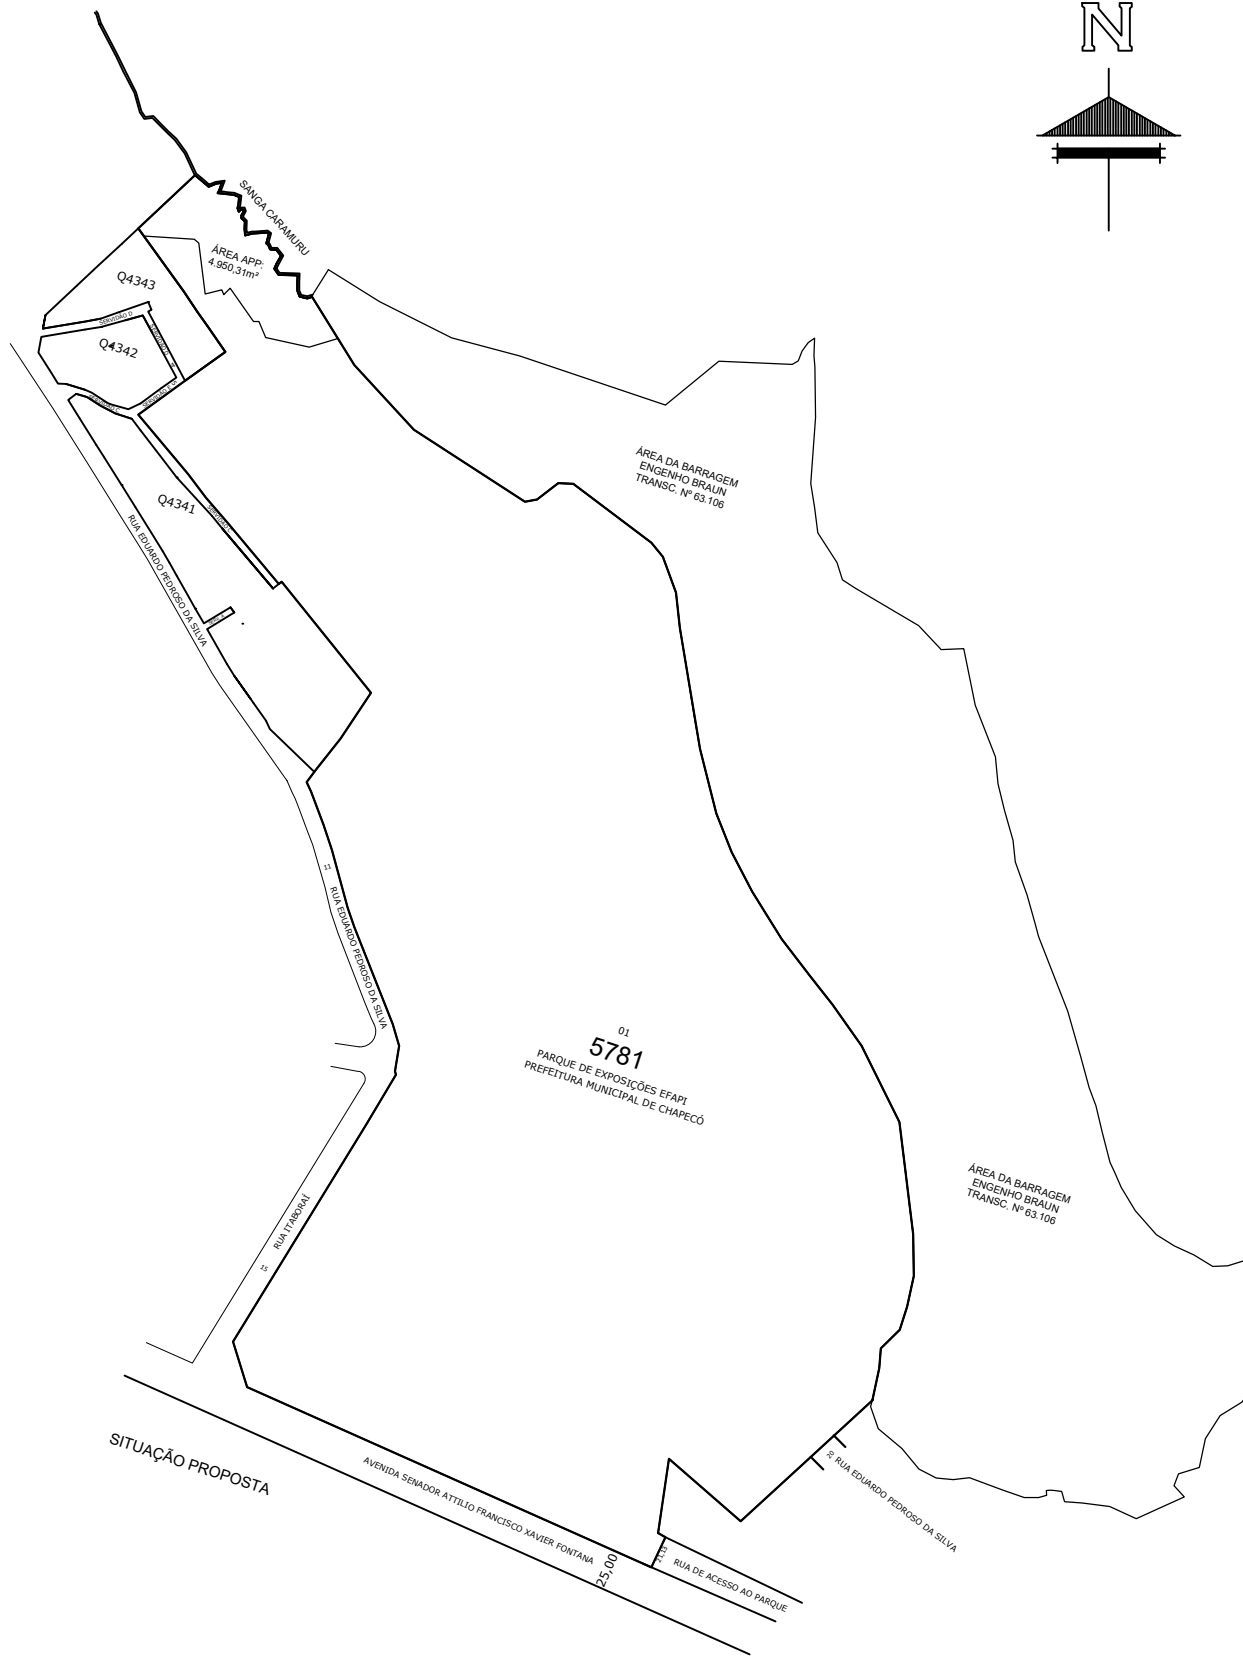 N
SANGA CARAMURU
ÁREA APP:
4.950,31m²
Q4343
SERVIDÃO D
Q4342
SERVIDÃO C
Q4341
RUA EDUARDO PEDROSO DA SILVA
ÁREA DA BARRAGEM
ENGENHO BRAUN
TRANSC. Nº 63.106
RUA EDUARDO PEDROSO DA SILVA
01
5781
PARQUE DE EXPOSIÇÕES EFAPI
PREFEITURA MUNICIPAL DE CHAPECÓ
ÁREA DA BARRAGEM
ENGENHO BRAUN
TRANSC. Nº 63.106
RUA ITABORAÍ
15
SITUAÇÃO PROPOSTA
AVENIDA SENADOR ATTILIO FRANCISCO XAVIER FONTANA
25,00
20
RUA EDUARDO PEDROSO DA SILVA
RUA DE ACESSO AO PARQUE